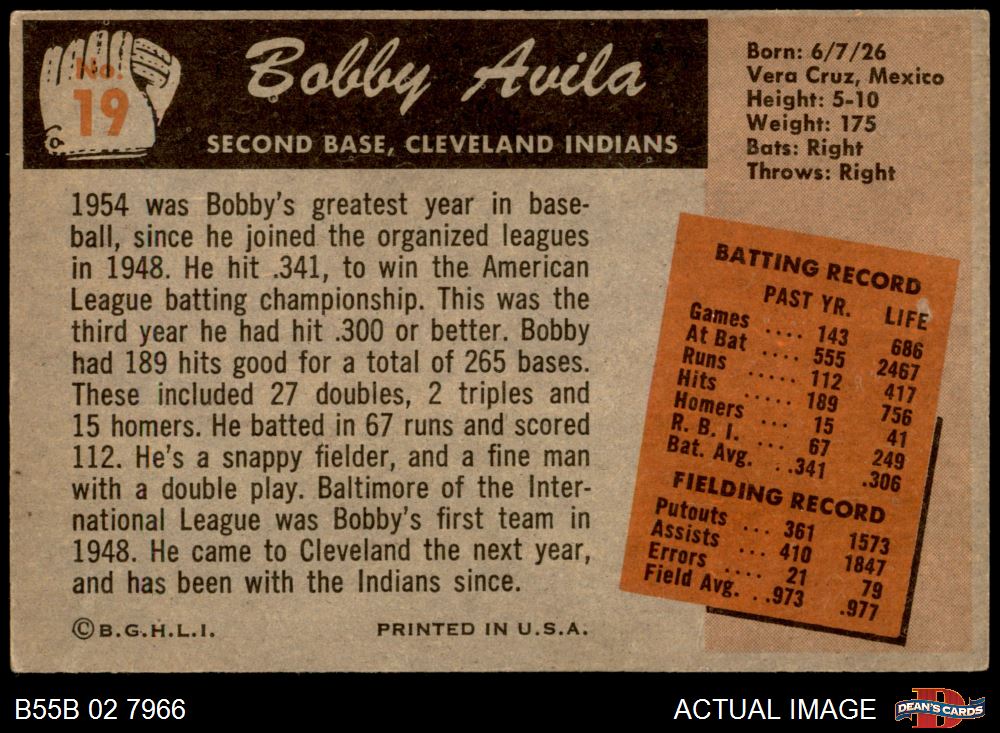 No.
19
Bobby Avila
SECOND BASE, CLEVELAND INDIANS
Born: 6/7/26
Vera Cruz, Mexico
Height: 5-10
Weight: 175
Bats: Right
Throws: Right
1954 was Bobby's greatest year in base-
ball, since he joined the organized leagues
in 1948. He hit .341, to win the American
League batting championship. This was the
third year he had hit .300 or better. Bobby
had 189 hits good for a total of 265 bases.
These included 27 doubles, 2 triples and
15 homers. He batted in 67 runs and scored
112. He's a snappy fielder, and a fine man
with a double play. Baltimore of the Inter-
national League was Bobby's first team in
1948. He came to Cleveland the next year,
and has been with the Indians since.
©B.G.H.L.I. PRINTED IN U.S.A.
BATTING RECORD
PAST YR. LIFE
Games .... 143 686
At Bat .... 555 2467
Runs ..... 112 417
Hits ..... 189 756
Homers ... 15 41
R. B. I. ... 67 249
Bat. Avg. ..341 .306
FIELDING RECORD
Putouts ... 361 1573
Assists ... 410 1847
Errors .... 21 79
Field Avg. ..973 .977
B55B 02 7966 ACTUAL IMAGE DEAN'S CARDS